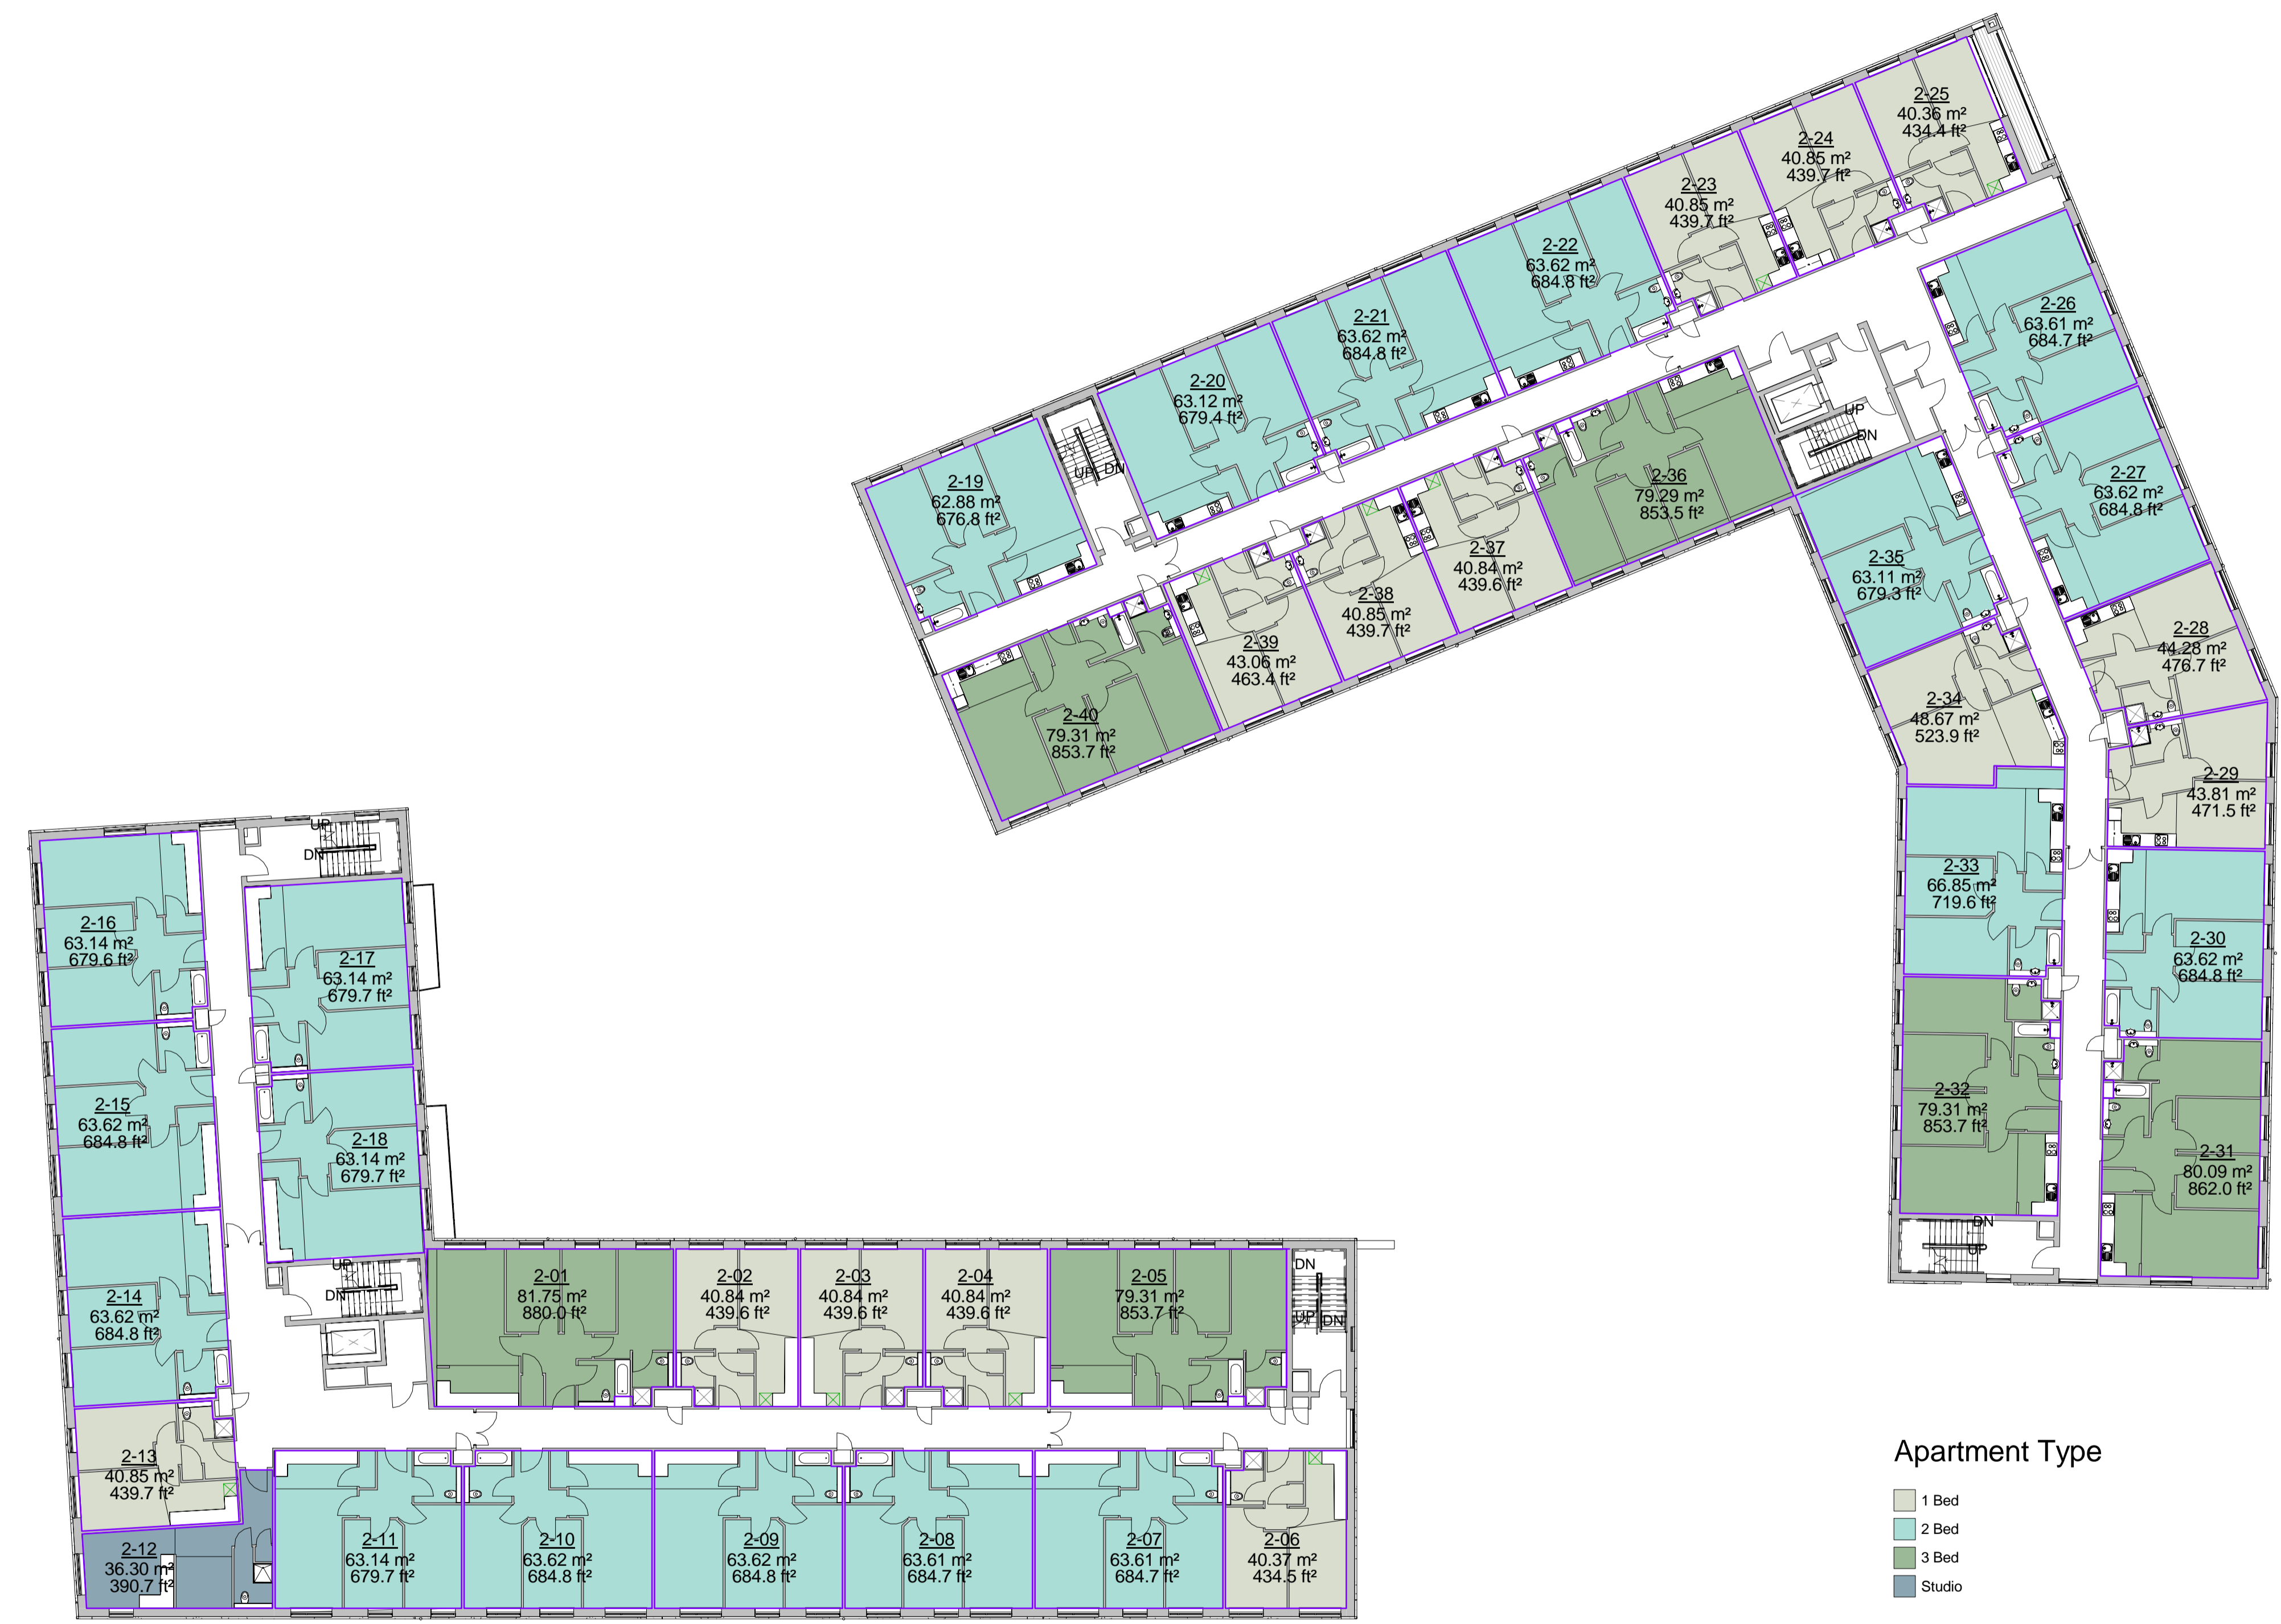 2-25
40.36 m²
434.4 ft²
2-24
40.85 m²
439.7 ft²
2-23
40.85 m²
439.7 ft²
2-22
63.62 m²
684.8 ft²
2-21
63.62 m²
684.8 ft²
2-20
63.12 m²
679.4 ft²
2-19
62.88 m²
676.8 ft²
UP
DN
2-26
63.61 m²
684.7 ft²
UP
DN
2-27
63.62 m²
684.8 ft²
2-36
79.29 m²
853.5 ft²
2-37
40.84 m²
439.6 ft²
2-38
40.85 m²
439.7 ft²
2-39
43.06 m²
463.4 ft²
2-40
79.31 m²
853.7 ft²
2-35
63.11 m²
679.3 ft²
2-28
44.28 m²
476.7 ft²
2-34
48.67 m²
523.9 ft²
2-29
43.81 m²
471.5 ft²
2-33
66.85 m²
719.6 ft²
2-30
63.62 m²
684.8 ft²
2-32
79.31 m²
853.7 ft²
2-31
80.09 m²
862.0 ft²
DN
UP
UP
DN
2-16
63.14 m²
679.6 ft²
2-17
63.14 m²
679.7 ft²
2-15
63.62 m²
684.8 ft²
2-18
63.14 m²
679.7 ft²
2-14
63.62 m²
684.8 ft²
UP
DN
2-01
81.75 m²
880.0 ft²
2-02
40.84 m²
439.6 ft²
2-03
40.84 m²
439.6 ft²
2-04
40.84 m²
439.6 ft²
2-05
79.31 m²
853.7 ft²
DN
UP
DN
2-13
40.85 m²
439.7 ft²
2-12
36.30 m²
390.7 ft²
2-11
63.14 m²
679.7 ft²
2-10
63.62 m²
684.8 ft²
2-09
63.62 m²
684.8 ft²
2-08
63.61 m²
684.7 ft²
2-07
63.61 m²
684.7 ft²
2-06
40.37 m²
434.5 ft²
Apartment Type
1 Bed
2 Bed
3 Bed
Studio